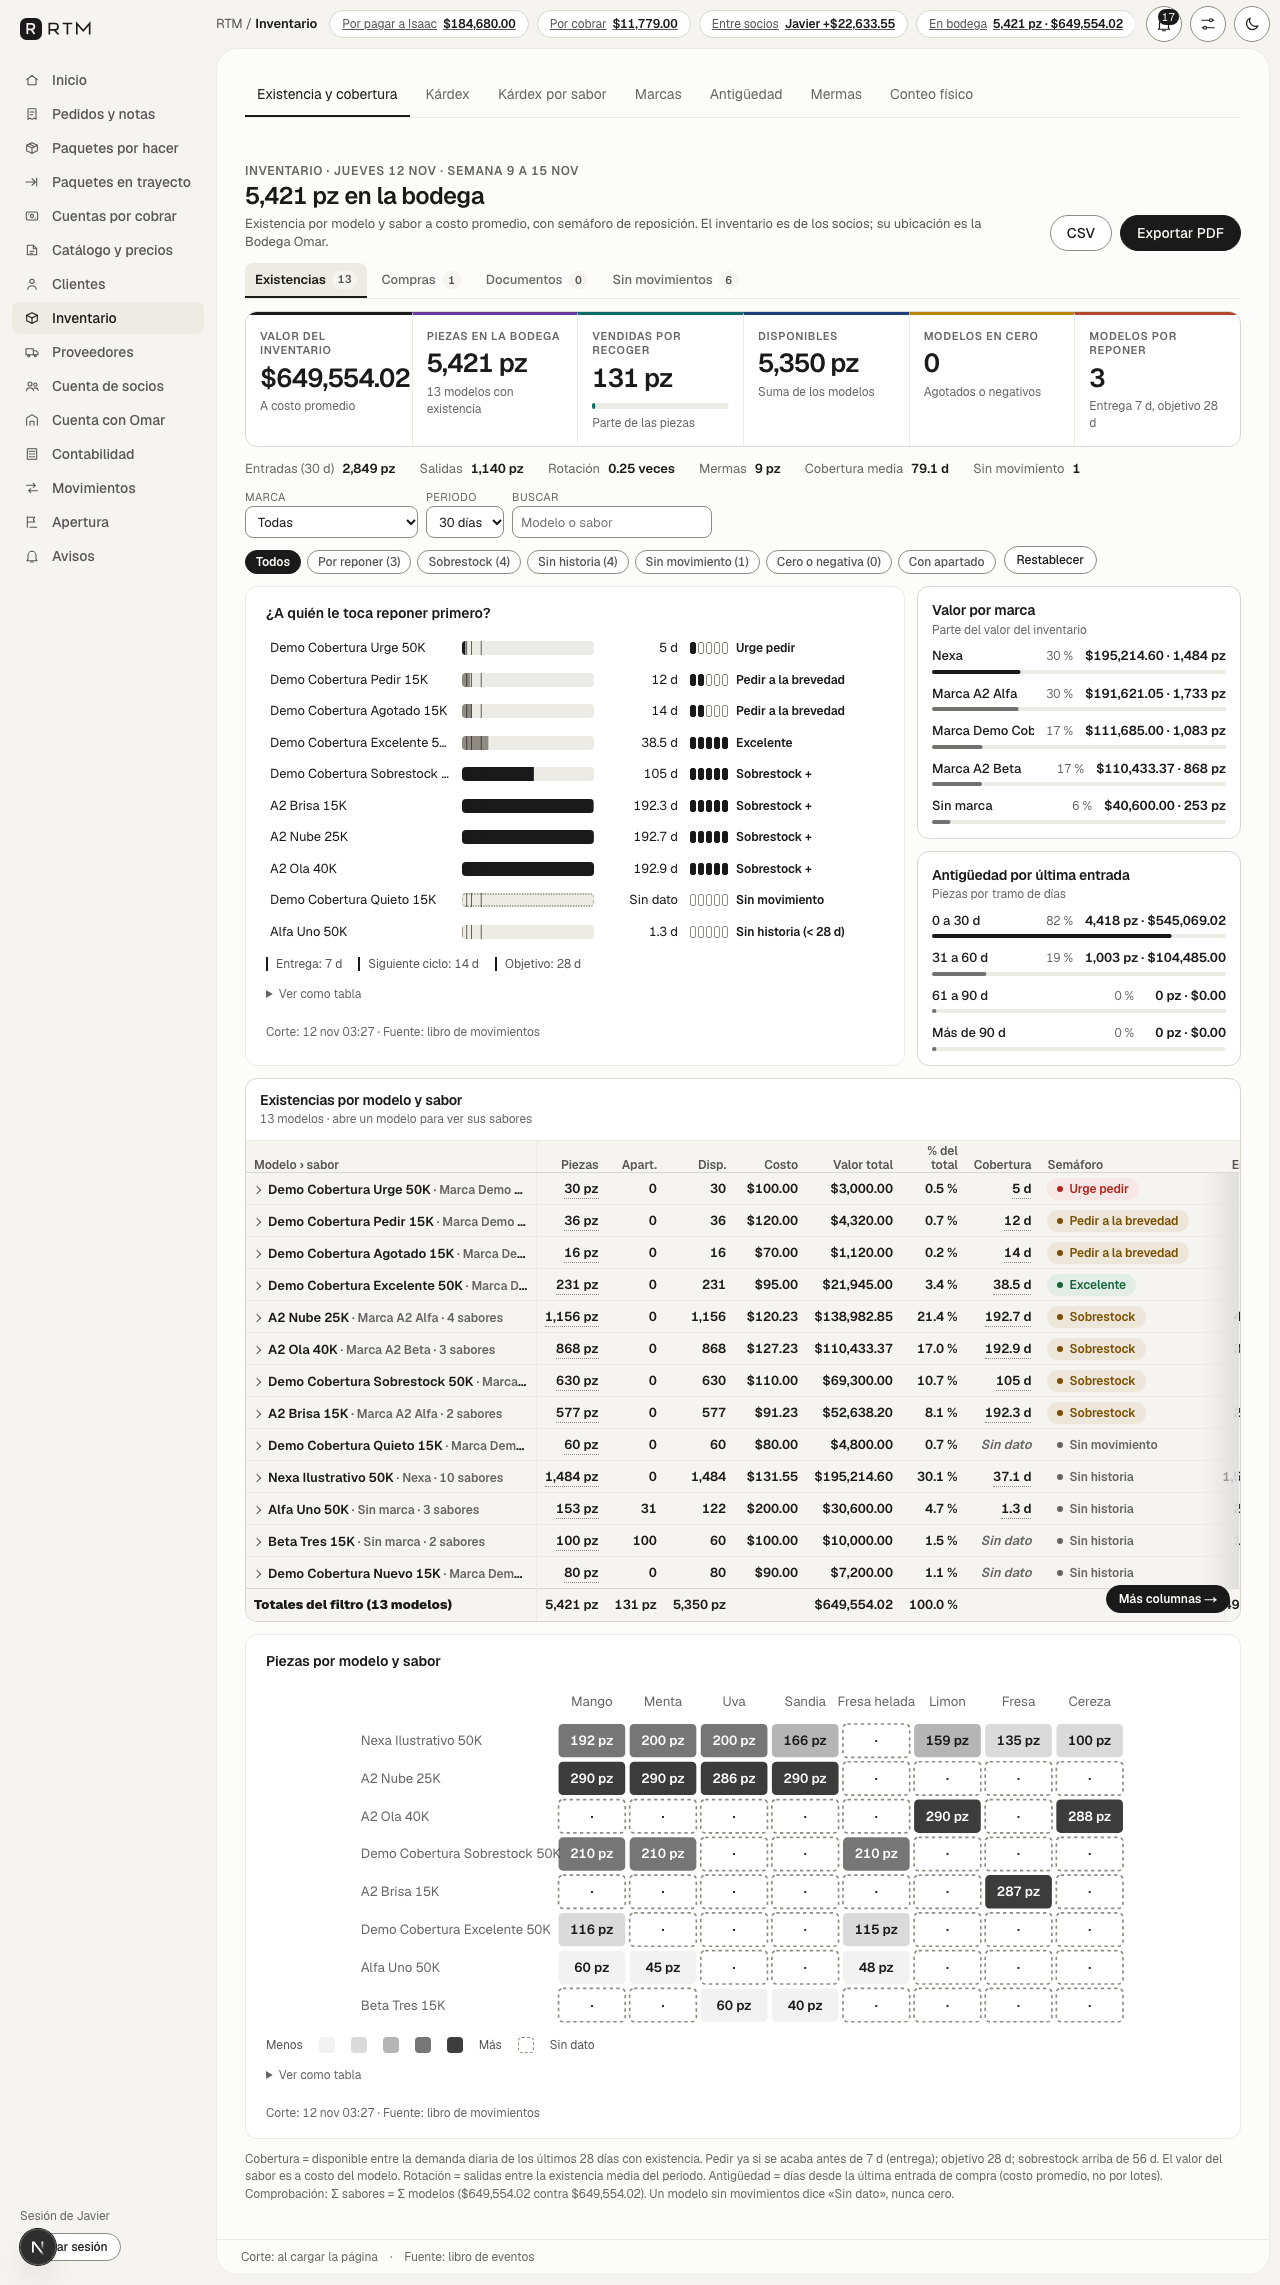 R RTM
RTM / Inventario
Por pagar a Isaac $184,680.00
Por cobrar $11,779.00
Entre socios Javier +$22,633.55
En bodega 5,421 pz · $649,554.02
17
Inicio
Pedidos y notas
Paquetes por hacer
Paquetes en trayecto
Cuentas por cobrar
Catálogo y precios
Clientes
Inventario
Proveedores
Cuenta de socios
Cuenta con Omar
Contabilidad
Movimientos
Apertura
Avisos
Existencia y cobertura Kárdex Kárdex por sabor Marcas Antigüedad Mermas Conteo físico
INVENTARIO · JUEVES 12 NOV · SEMANA 9 A 15 NOV
5,421 pz en la bodega
Existencia por modelo y sabor a costo promedio, con semáforo de reposición. El inventario es de los socios; su ubicación es la
Bodega Omar.
CSV Exportar PDF
Existencias 13 Compras 1 Documentos 0 Sin movimientos 6
VALOR DEL
INVENTARIO
$649,554.02
A costo promedio
PIEZAS EN LA BODEGA
5,421 pz
13 modelos con
existencia
VENDIDAS POR
RECOGER
131 pz
Parte de las piezas
DISPONIBLES
5,350 pz
Suma de los modelos
MODELOS EN CERO
0
Agotados o negativos
MODELOS POR
REPONER
3
Entrega 7 d, objetivo 28
d
Entradas (30 d) 2,849 pz Salidas 1,140 pz Rotación 0.25 veces Mermas 9 pz Cobertura media 79.1 d Sin movimiento 1
MARCA PERIODO BUSCAR
Todas 30 días Modelo o sabor
Todos Por reponer (3) Sobrestock (4) Sin historia (4) Sin movimiento (1) Cero o negativa (0) Con apartado Restablecer
¿A quién le toca reponer primero?
Demo Cobertura Urge 50K 5 d Urge pedir
Demo Cobertura Pedir 15K 12 d Pedir a la brevedad
Demo Cobertura Agotado 15K 14 d Pedir a la brevedad
Demo Cobertura Excelente 5... 38.5 d Excelente
Demo Cobertura Sobrestock ... 105 d Sobrestock +
A2 Brisa 15K 192.3 d Sobrestock +
A2 Nube 25K 192.7 d Sobrestock +
A2 Ola 40K 192.9 d Sobrestock +
Demo Cobertura Quieto 15K Sin dato Sin movimiento
Alfa Uno 50K 1.3 d Sin historia (< 28 d)
Entrega: 7 d Siguiente ciclo: 14 d Objetivo: 28 d
▶ Ver como tabla
Corte: 12 nov 03:27 · Fuente: libro de movimientos
Valor por marca
Parte del valor del inventario
Nexa 30 % $195,214.60 · 1,484 pz
Marca A2 Alfa 30 % $191,621.05 · 1,733 pz
Marca Demo Cob 17 % $111,685.00 · 1,083 pz
Marca A2 Beta 17 % $110,433.37 · 868 pz
Sin marca 6 % $40,600.00 · 253 pz
Antigüedad por última entrada
Piezas por tramo de días
0 a 30 d 82 % 4,418 pz · $545,069.02
31 a 60 d 19 % 1,003 pz · $104,485.00
61 a 90 d 0 % 0 pz · $0.00
Más de 90 d 0 % 0 pz · $0.00
Existencias por modelo y sabor
13 modelos · abre un modelo para ver sus sabores
Modelo › sabor Piezas Apart. Disp. Costo Valor total % del total Cobertura Semáforo
Demo Cobertura Urge 50K · Marca Demo ... 30 pz 0 30 $100.00 $3,000.00 0.5 % 5 d Urge pedir
Demo Cobertura Pedir 15K · Marca Demo ... 36 pz 0 36 $120.00 $4,320.00 0.7 % 12 d Pedir a la brevedad
Demo Cobertura Agotado 15K · Marca De... 16 pz 0 16 $70.00 $1,120.00 0.2 % 14 d Pedir a la brevedad
Demo Cobertura Excelente 50K · Marca D... 231 pz 0 231 $95.00 $21,945.00 3.4 % 38.5 d Excelente
A2 Nube 25K · Marca A2 Alfa · 4 sabores 1,156 pz 0 1,156 $120.23 $138,982.85 21.4 % 192.7 d Sobrestock
A2 Ola 40K · Marca A2 Beta · 3 sabores 868 pz 0 868 $127.23 $110,433.37 17.0 % 192.9 d Sobrestock
Demo Cobertura Sobrestock 50K · Marca... 630 pz 0 630 $110.00 $69,300.00 10.7 % 105 d Sobrestock
A2 Brisa 15K · Marca A2 Alfa · 2 sabores 577 pz 0 577 $91.23 $52,638.20 8.1 % 192.3 d Sobrestock
Demo Cobertura Quieto 15K · Marca Dem... 60 pz 0 60 $80.00 $4,800.00 0.7 % Sin dato Sin movimiento
Nexa Ilustrativo 50K · Nexa · 10 sabores 1,484 pz 0 1,484 $131.55 $195,214.60 30.1 % 37.1 d Sin historia
Alfa Uno 50K · Sin marca · 3 sabores 153 pz 31 122 $200.00 $30,600.00 4.7 % 1.3 d Sin historia
Beta Tres 15K · Sin marca · 2 sabores 100 pz 100 60 $100.00 $10,000.00 1.5 % Sin dato Sin historia
Demo Cobertura Nuevo 15K · Marca Dem... 80 pz 0 80 $90.00 $7,200.00 1.1 % Sin dato Sin historia
Totales del filtro (13 modelos) 5,421 pz 131 pz 5,350 pz $649,554.02 100.0 %
Más columnas →
Piezas por modelo y sabor
Mango Menta Uva Sandia Fresa helada Limon Fresa Cereza
Nexa Ilustrativo 50K 192 pz 200 pz 200 pz 166 pz · 159 pz 135 pz 100 pz
A2 Nube 25K 290 pz 290 pz 286 pz 290 pz · · · ·
A2 Ola 40K · · · · · 290 pz · 288 pz
Demo Cobertura Sobrestock 50K 210 pz 210 pz · · 210 pz · · ·
A2 Brisa 15K · · · · · · 287 pz ·
Demo Cobertura Excelente 50K 116 pz · · · 115 pz · · ·
Alfa Uno 50K 60 pz 45 pz · · 48 pz · · ·
Beta Tres 15K · · 60 pz 40 pz · · · ·
Menos Más Sin dato
▶ Ver como tabla
Corte: 12 nov 03:27 · Fuente: libro de movimientos
Cobertura = disponible entre la demanda diaria de los últimos 28 días con existencia. Pedir ya si se acaba antes de 7 d (entrega); objetivo 28 d; sobrestock arriba de 56 d. El valor del
sabor es a costo del modelo. Rotación = salidas entre la existencia media del periodo. Antigüedad = días desde la última entrada de compra (costo promedio, no por lotes).
Comprobación: Σ sabores = Σ modelos ($649,554.02 contra $649,554.02). Un modelo sin movimientos dice «Sin dato», nunca cero.
Sesión de Javier
N ar sesión
Corte: al cargar la página · Fuente: libro de eventos